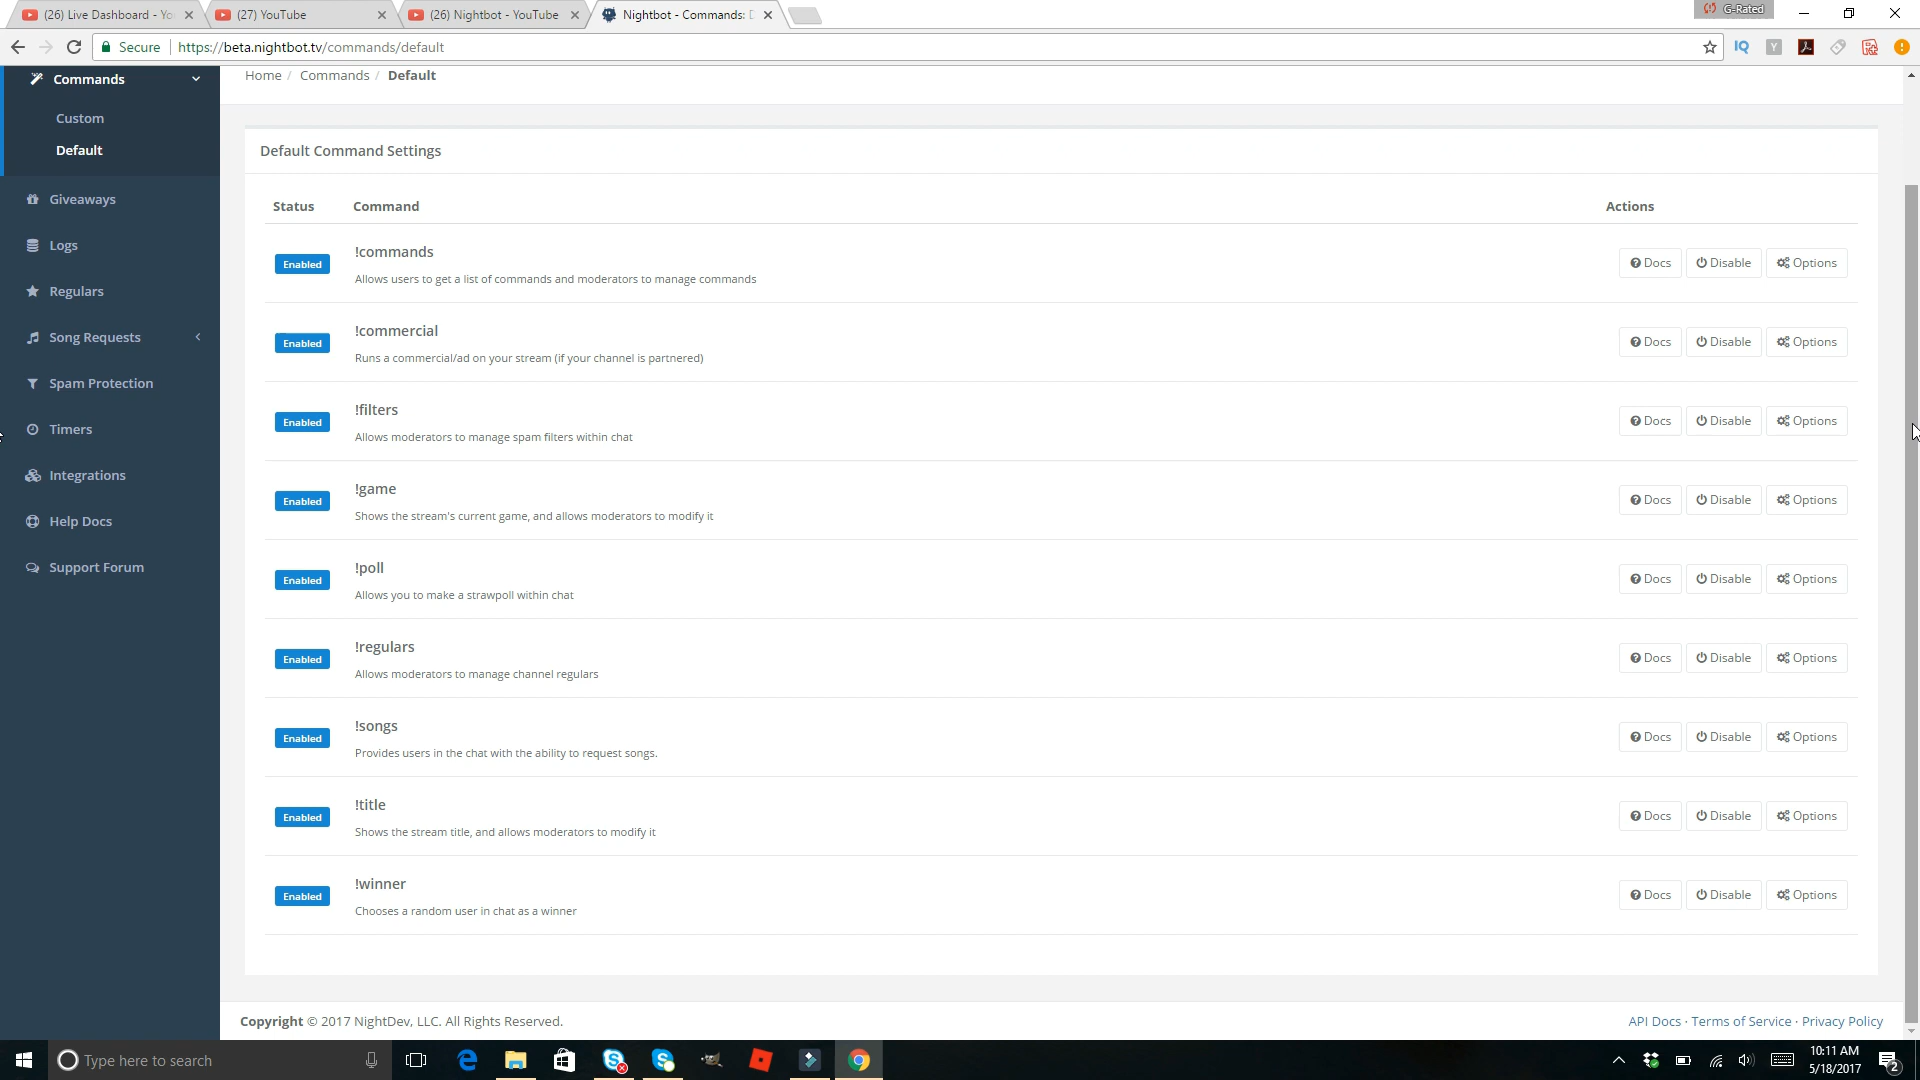 (26) Live Dashboard - Yo
(27) YouTube
(26) Nightbot - YouTube
Nightbot - Commands: D
G-Rated
Secure
https://beta.nightbot.tv/commands/default
IQ
Y
Commands
Custom
Default
Giveaways
Logs
Regulars
Song Requests
Spam Protection
Timers
Integrations
Help Docs
Support Forum
Home / Commands / Default
Default Command Settings
Status Command Actions
Enabled !commands Docs Disable Options
Allows users to get a list of commands and moderators to manage commands
Enabled !commercial Docs Disable Options
Runs a commercial/ad on your stream (if your channel is partnered)
Enabled !filters Docs Disable Options
Allows moderators to manage spam filters within chat
Enabled !game Docs Disable Options
Shows the stream's current game, and allows moderators to modify it
Enabled !poll Docs Disable Options
Allows you to make a strawpoll within chat
Enabled !regulars Docs Disable Options
Allows moderators to manage channel regulars
Enabled !songs Docs Disable Options
Provides users in the chat with the ability to request songs.
Enabled !title Docs Disable Options
Shows the stream title, and allows moderators to modify it
Enabled !winner Docs Disable Options
Chooses a random user in chat as a winner
Copyright © 2017 NightDev, LLC. All Rights Reserved.
API Docs · Terms of Service · Privacy Policy
Type here to search
10:11 AM
5/18/2017
2